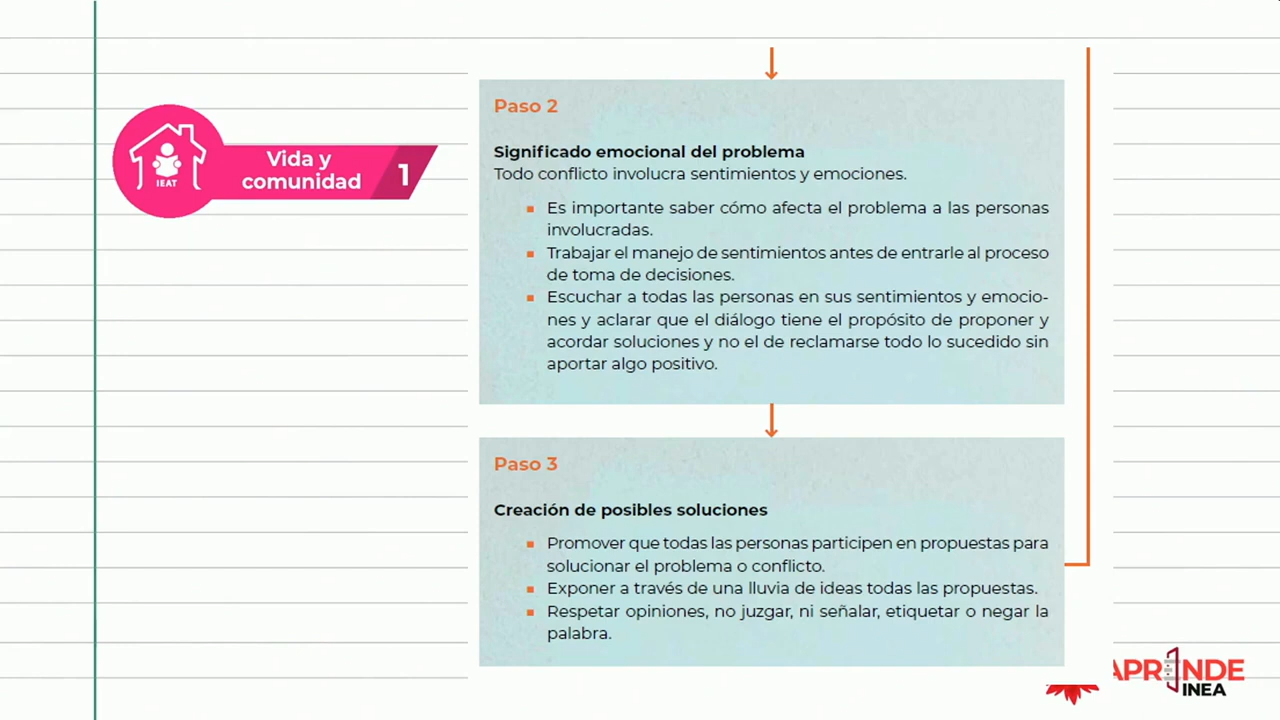 Vida y
comunidad
1
IEAT
Paso 2
Significado emocional del problema
Todo conflicto involucra sentimientos y emociones.
▪ Es importante saber cómo afecta el problema a las personas
involucradas.
▪ Trabajar el manejo de sentimientos antes de entrarle al proceso
de toma de decisiones.
▪ Escuchar a todas las personas en sus sentimientos y emocio-
nes y aclarar que el diálogo tiene el propósito de proponer y
acordar soluciones y no el de reclamarse todo lo sucedido sin
aportar algo positivo.
Paso 3
Creación de posibles soluciones
▪ Promover que todas las personas participen en propuestas para
solucionar el problema o conflicto.
▪ Exponer a través de una lluvia de ideas todas las propuestas.
▪ Respetar opiniones, no juzgar, ni señalar, etiquetar o negar la
palabra.
APRENDE
INEA